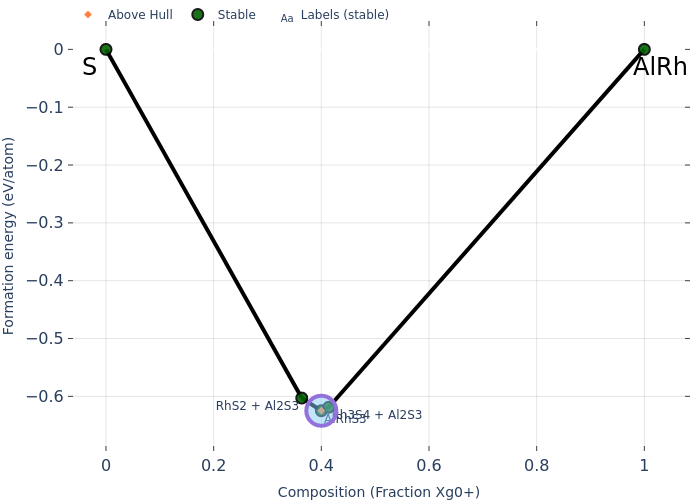 Above Hull
Stable
Aa Labels (stable)
S
AlRh
0
−0.1
−0.2
−0.3
−0.4
−0.5
−0.6
Formation energy (eV/atom)
RhS2 + Al2S3
h3S4 + Al2S3
AlRhS3
0
0.2
0.4
0.6
0.8
1
Composition (Fraction Xg0+)